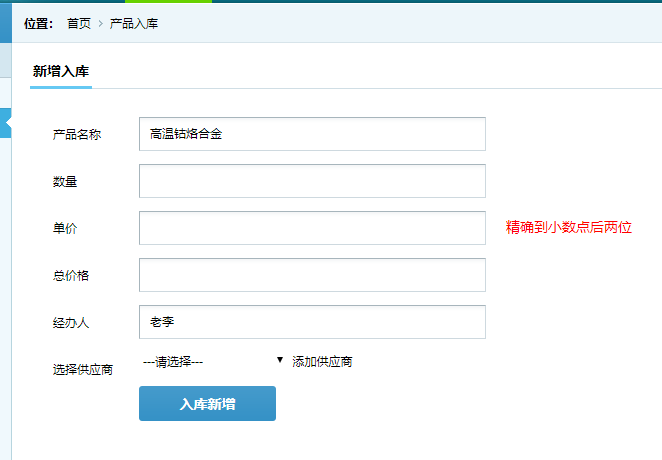 位置： 首页 > 产品入库
新增入库
产品名称 高温钴烙合金
数量
单价 精确到小数点后两位
总价格
经办人 老李
选择供应商 ---请选择--- ▼ 添加供应商
入库新增